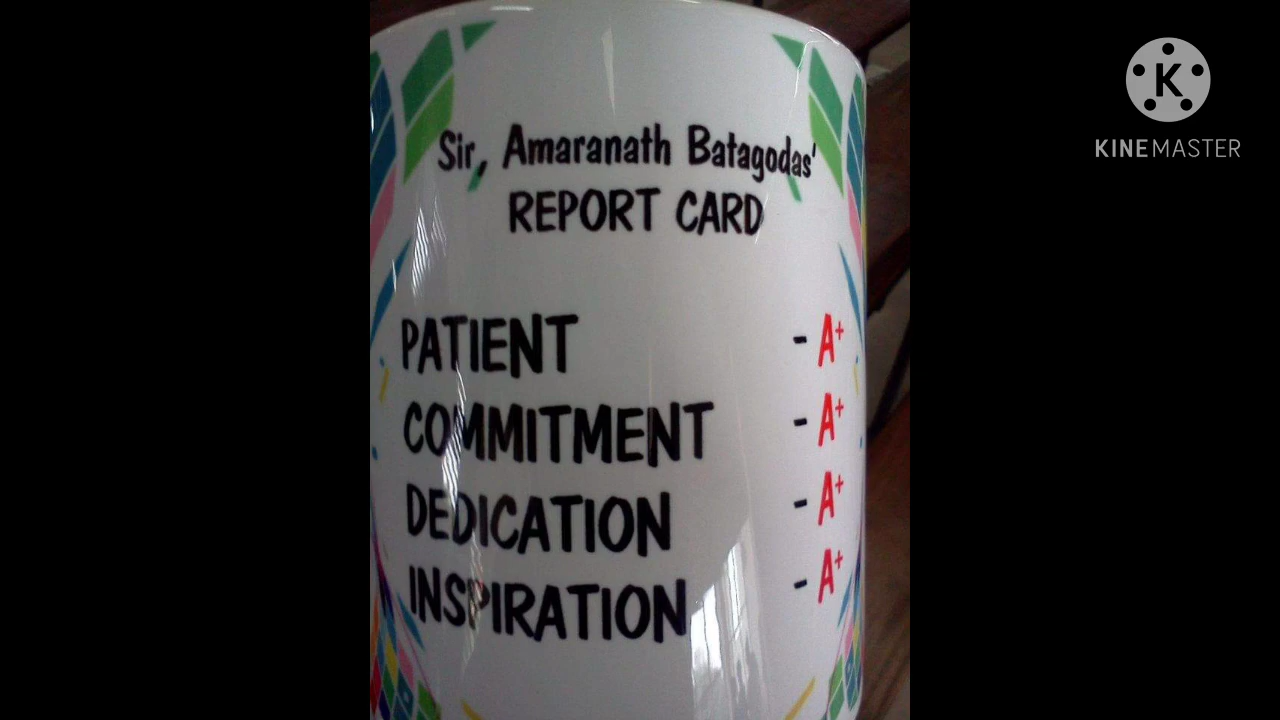 Sir, Amaranath Batagodas'
REPORT CARD
PATIENT - A+
COMMITMENT - A+
DEDICATION - A+
INSPIRATION - A+
K
KINEMASTER